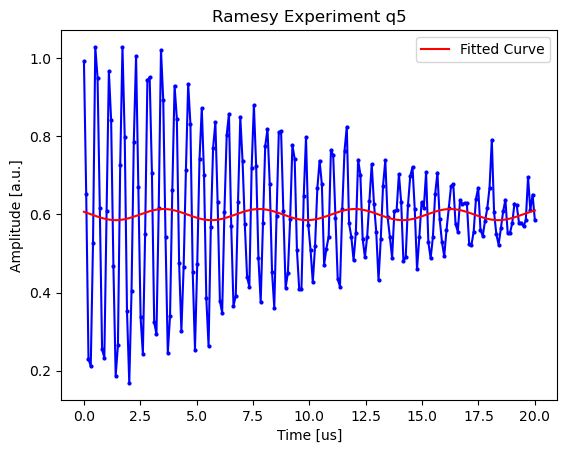 Ramesy Experiment q5
Fitted Curve
Amplitude [a.u.]
1.0
0.8
0.6
0.4
0.2
0.0 2.5 5.0 7.5 10.0 12.5 15.0 17.5 20.0
Time [us]